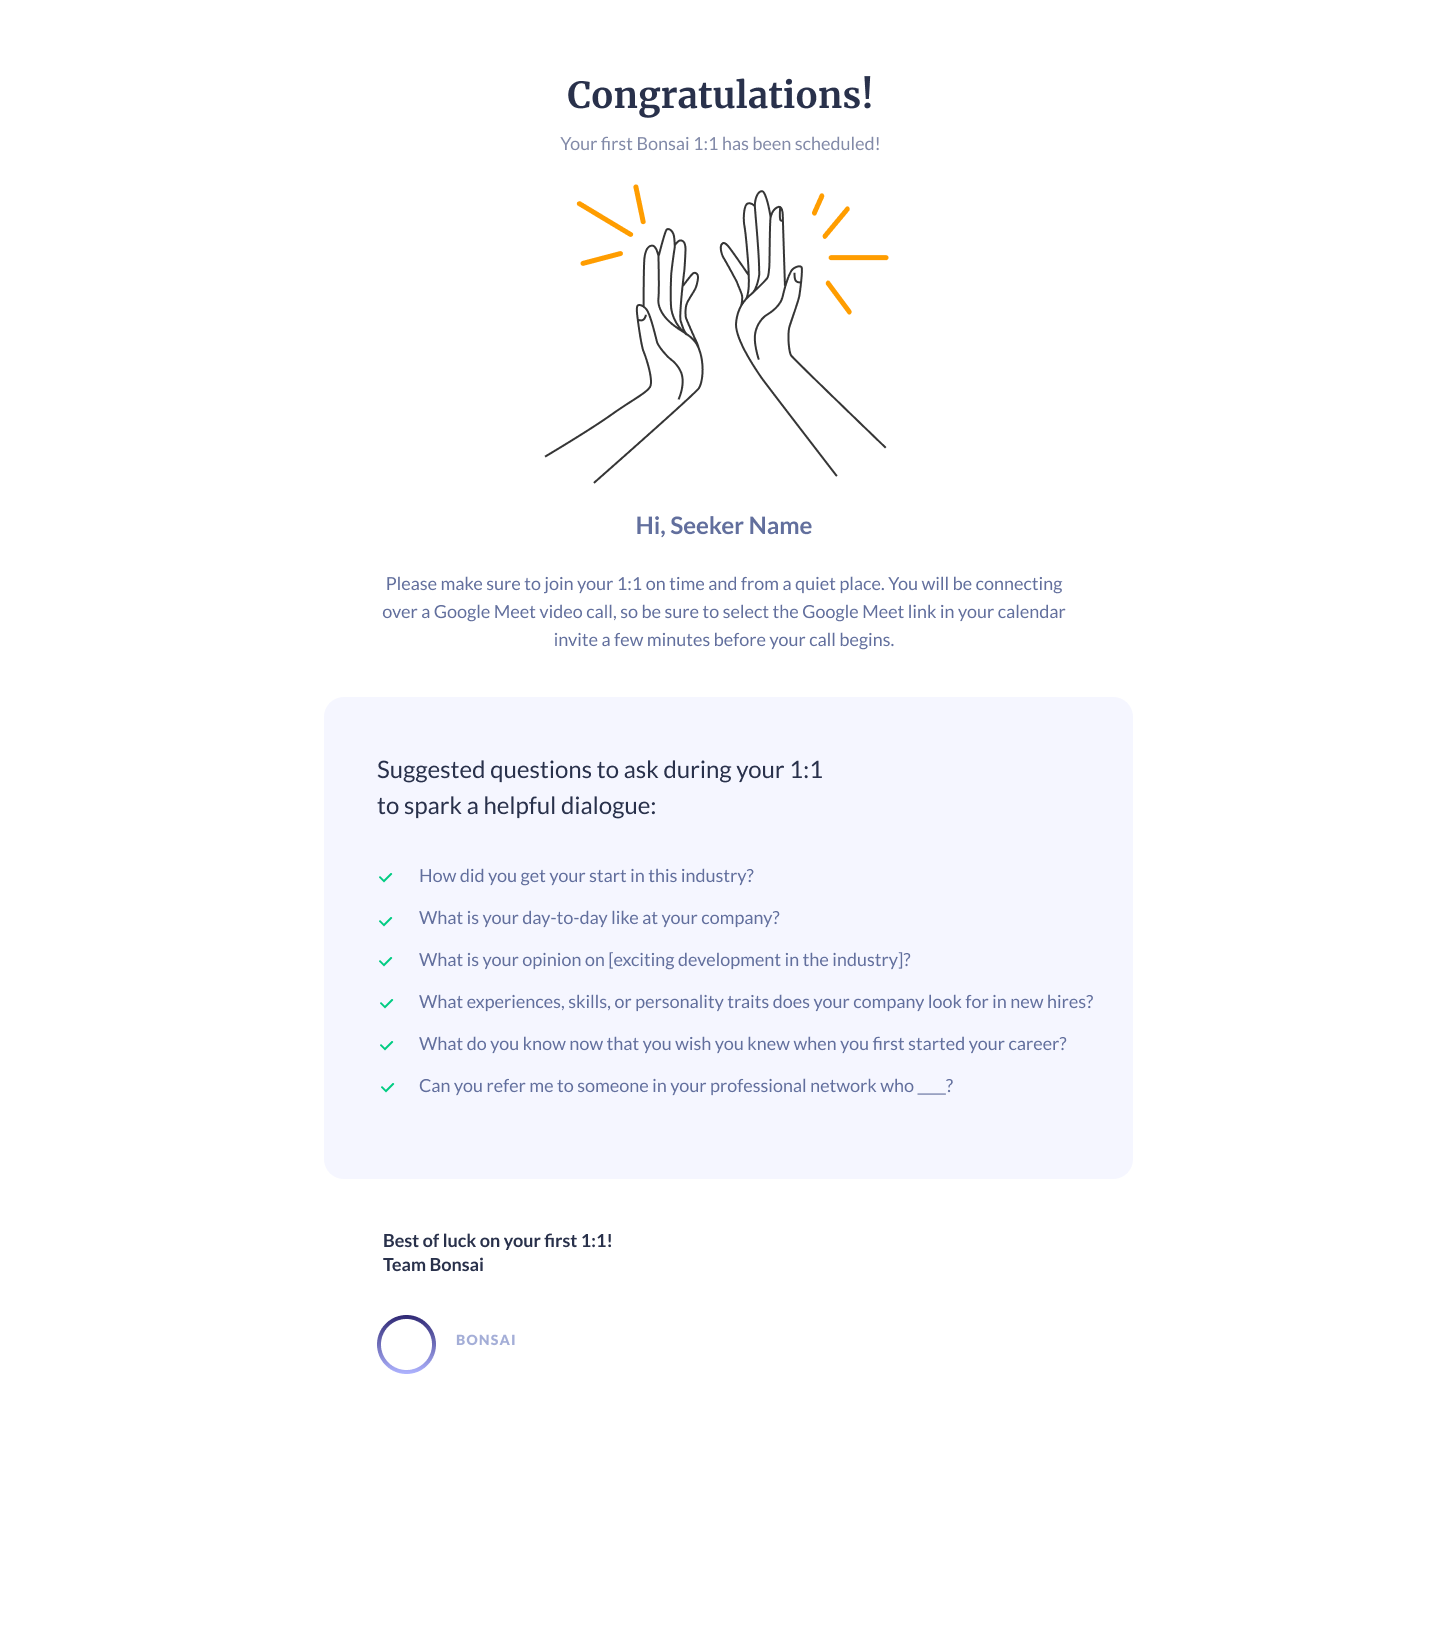 Congratulations!
Your first Bonsai 1:1 has been scheduled!
Hi, Seeker Name
Please make sure to join your 1:1 on time and from a quiet place. You will be connecting
over a Google Meet video call, so be sure to select the Google Meet link in your calendar
invite a few minutes before your call begins.
Suggested questions to ask during your 1:1
to spark a helpful dialogue:
How did you get your start in this industry?
What is your day-to-day like at your company?
What is your opinion on [exciting development in the industry]?
What experiences, skills, or personality traits does your company look for in new hires?
What do you know now that you wish you knew when you first started your career?
Can you refer me to someone in your professional network who ___?
Best of luck on your first 1:1!
Team Bonsai
BONSAI